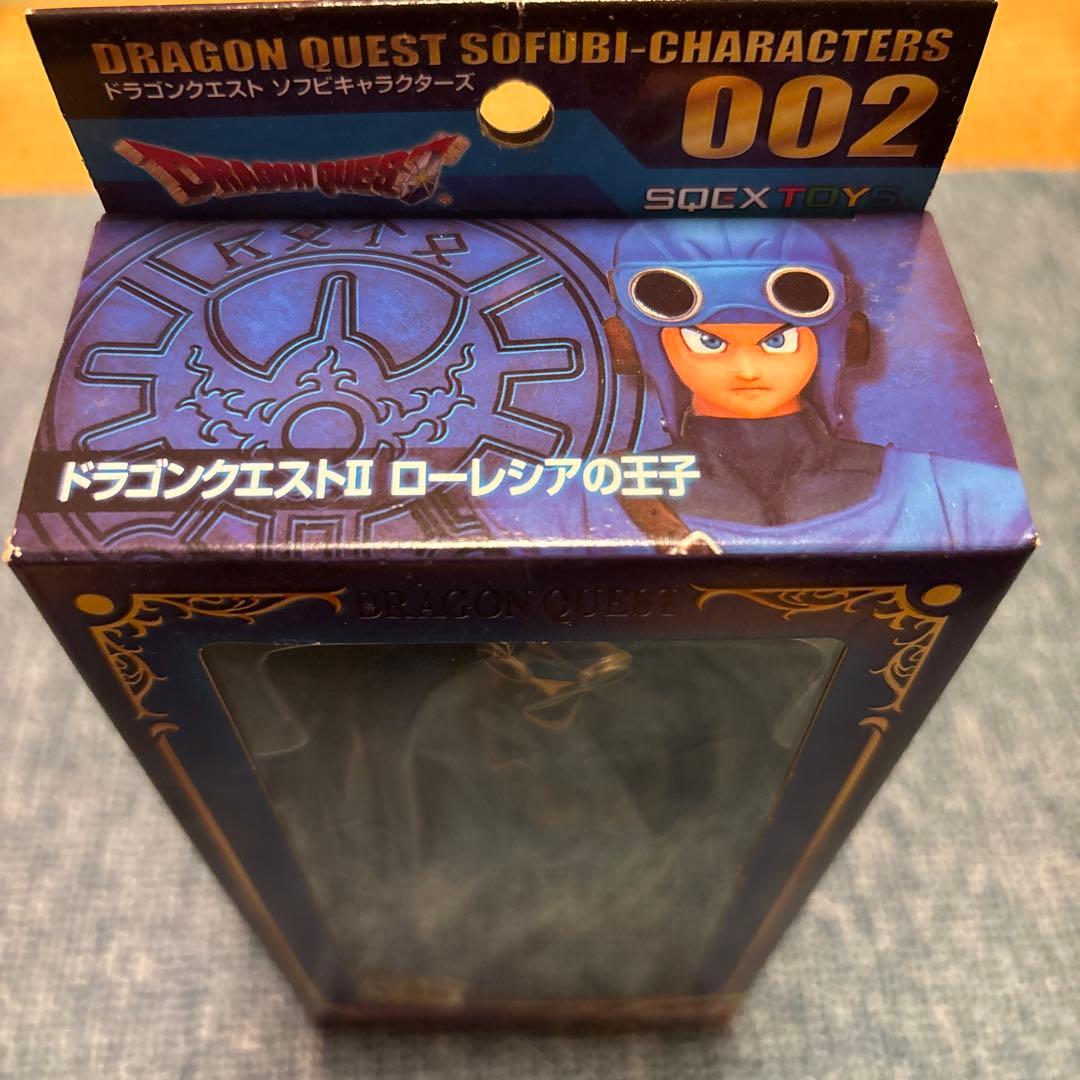 DRAGON QUEST SOFUBI-CHARACTERS
ドラゴンクエスト ソフビキャラクターズ
002
DRAGON QUEST®
SQEX TOYS
ROTO
ドラゴンクエストII ローレシアの王子
DRAGON QUEST